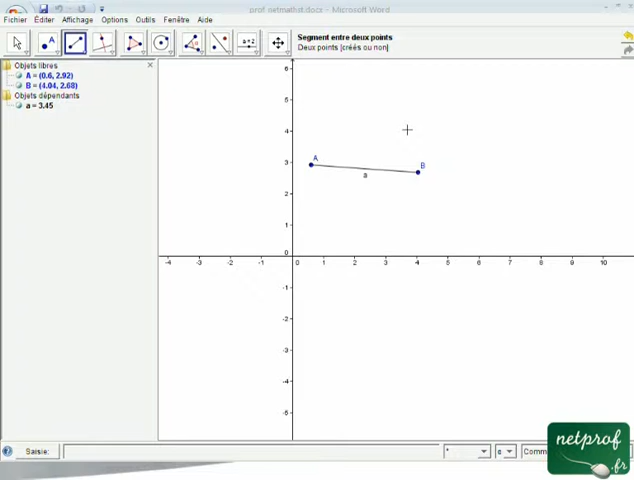 prof netmathst.docx - Microsoft Word
Fichier Éditer Affichage Options Outils Fenêtre Aide
A
a=2
Segment entre deux points
Deux points (créés ou non)
Objets libres
A = (0.6, 2.92)
B = (4.04, 2.68)
Objets dépendants
a = 3.45
6
5
4
3
2
1
0
-1
-2
-3
-4
-5
-4 -3 -2 -1 0 1 2 3 4 5 6 7 8 9 10
A
B
a
Saisie:
Comm
netprof
.fr